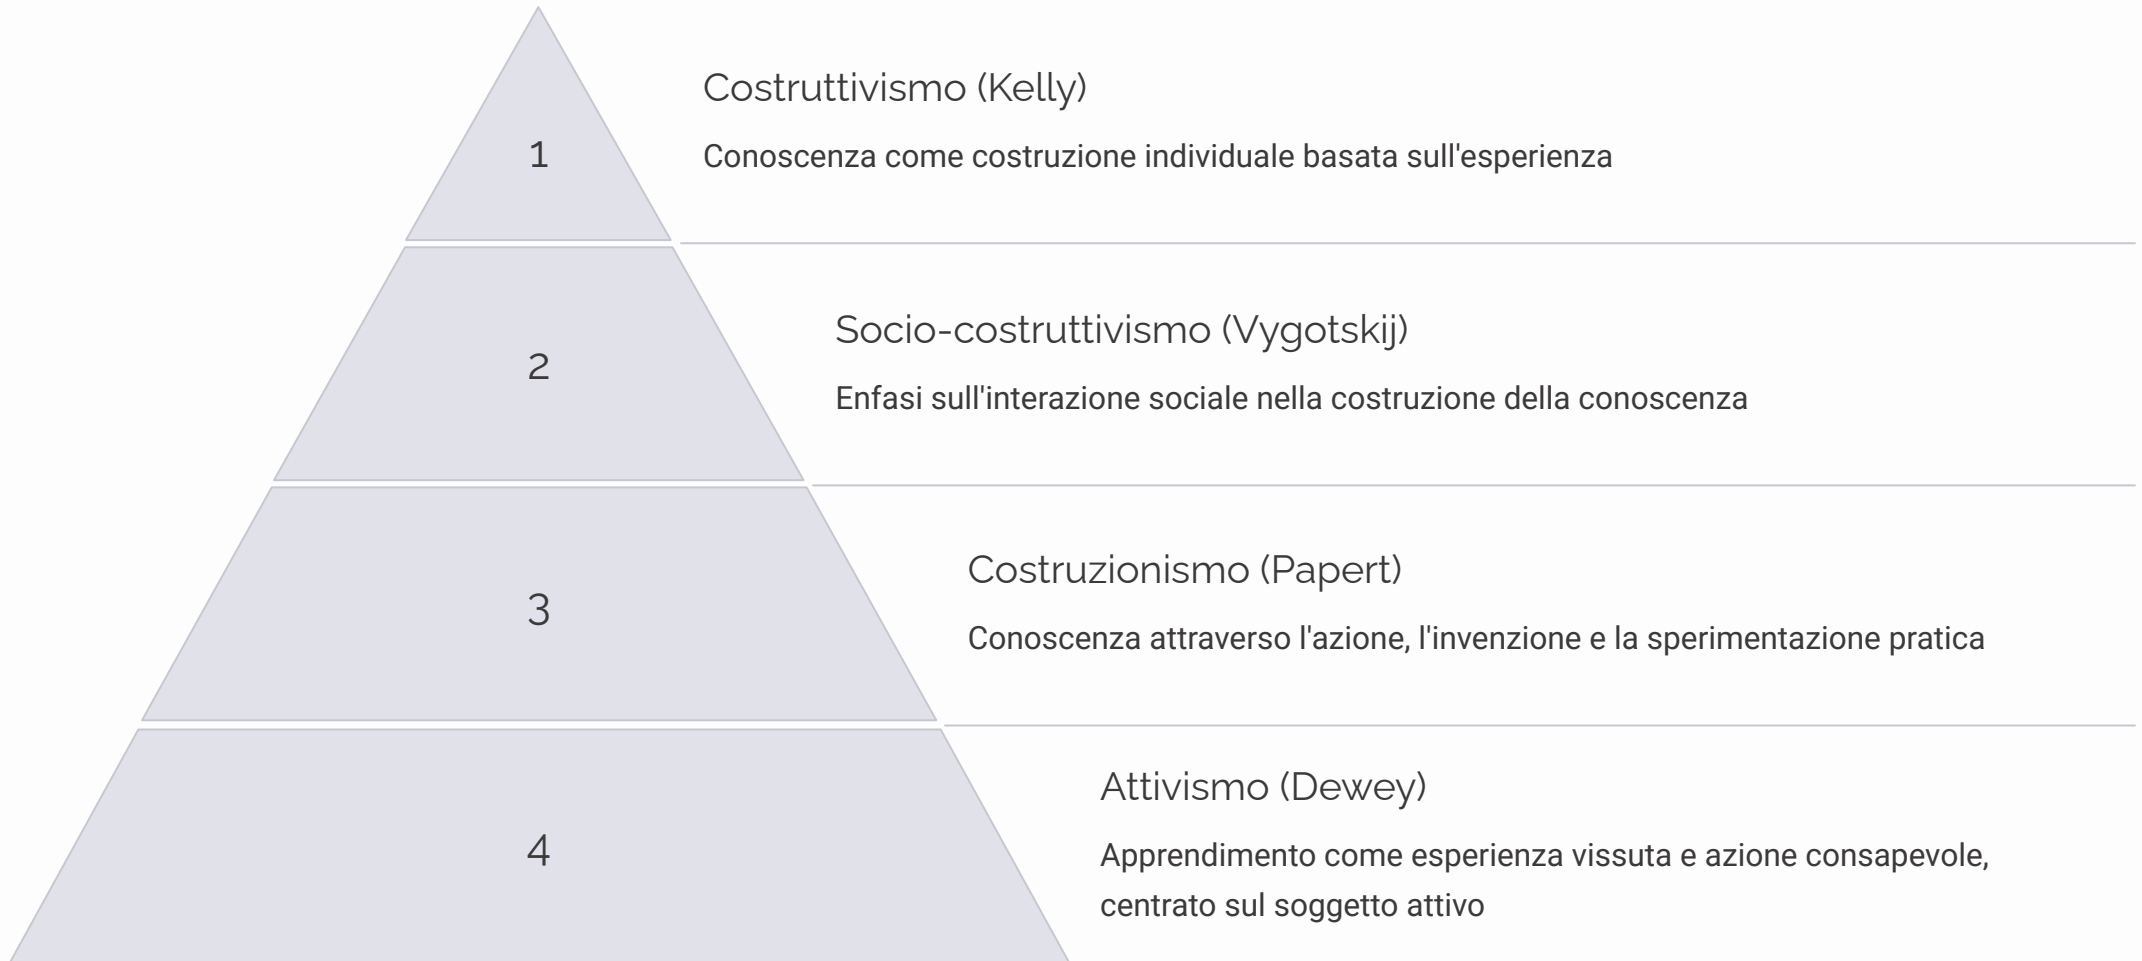 1
Costruttivismo (Kelly)
Conoscenza come costruzione individuale basata sull'esperienza
2
Socio-costruttivismo (Vygotskij)
Enfasi sull'interazione sociale nella costruzione della conoscenza
3
Costruzionismo (Papert)
Conoscenza attraverso l'azione, l'invenzione e la sperimentazione pratica
4
Attivismo (Dewey)
Apprendimento come esperienza vissuta e azione consapevole,
centrato sul soggetto attivo